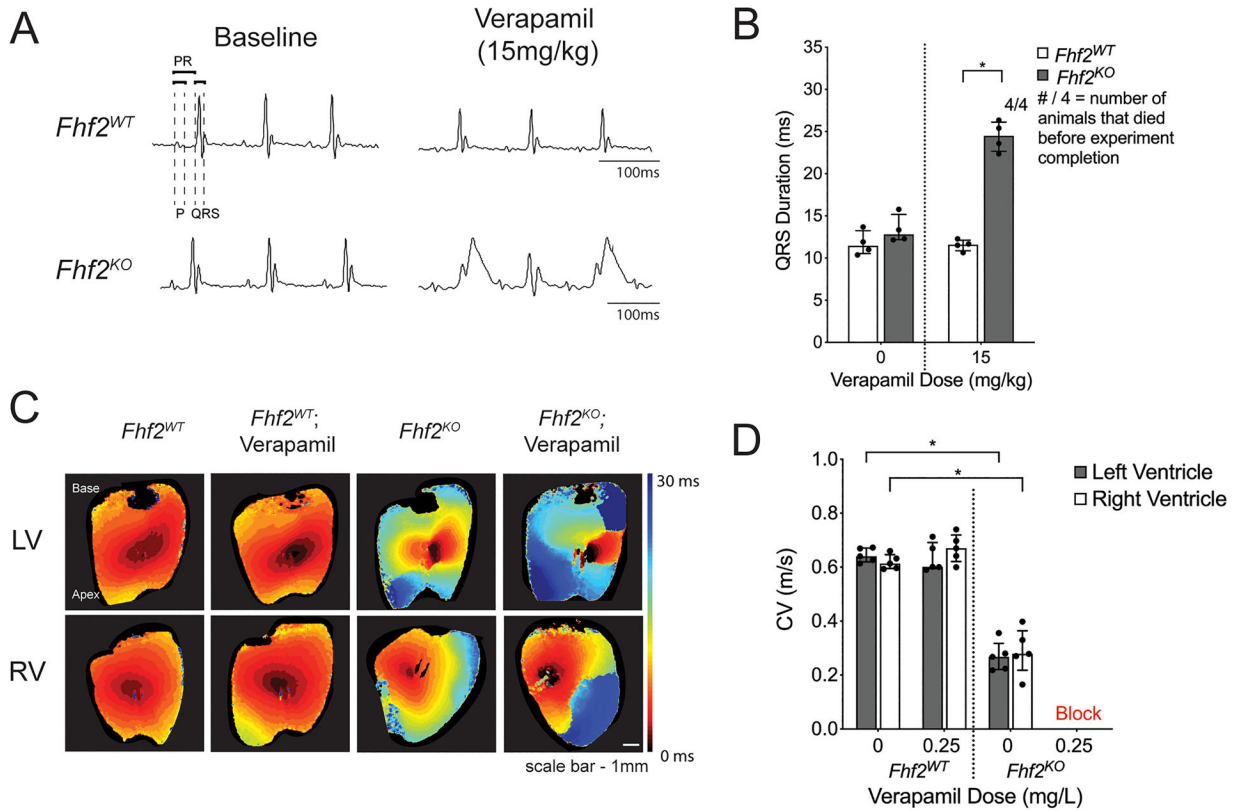 A
Baseline
Verapamil
(15mg/kg)
PR
Fhf2WT
100ms
P
QRS
Fhf2KO
100ms
B
35
30
25
20
15
10
5
0
QRS Duration (ms)
*
4/4
0
15
Verapamil Dose (mg/kg)
Fhf2WT
Fhf2KO
# / 4 = number of
animals that died
before experiment
completion
C
Fhf2WT
Fhf2WT;
Verapamil
Fhf2KO
Fhf2KO;
Verapamil
LV
Base
Apex
RV
30 ms
0 ms
scale bar - 1mm
D
1.0
0.8
0.6
0.4
0.2
0.0
CV (m/s)
*
*
Left Ventricle
Right Ventricle
Block
0
0.25
0
0.25
Fhf2WT
Fhf2KO
Verapamil Dose (mg/L)